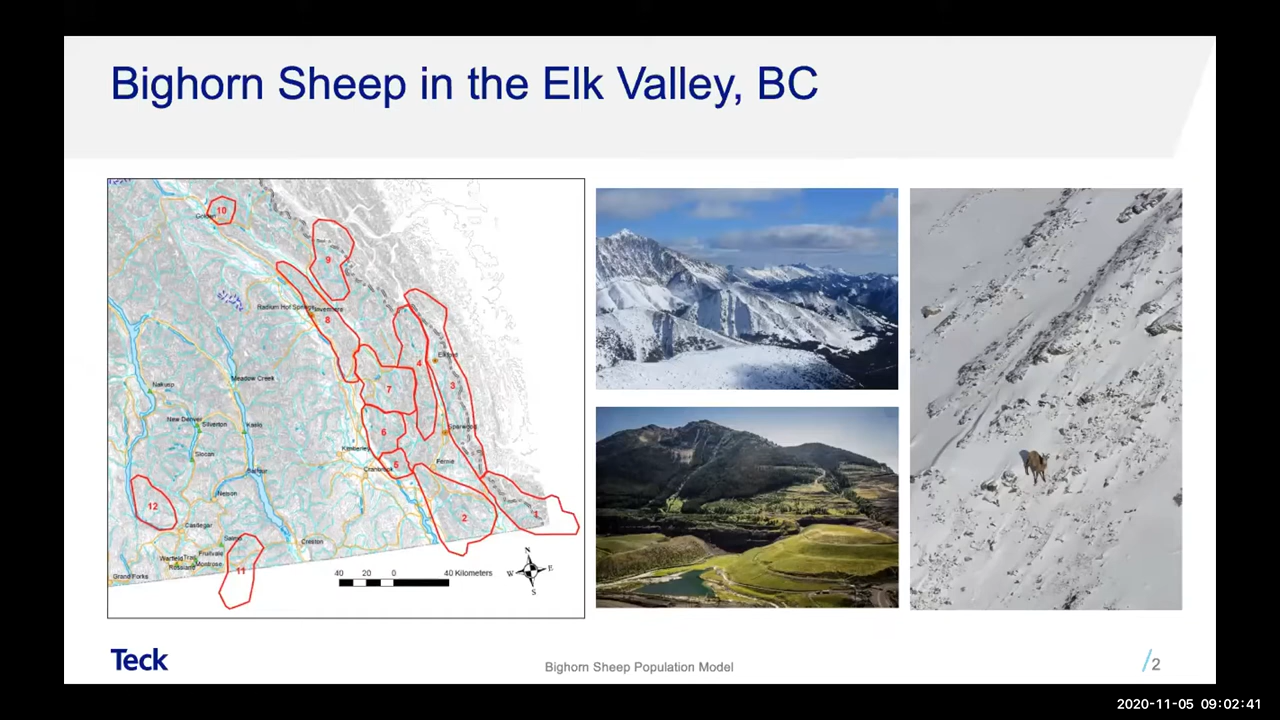 Bighorn Sheep in the Elk Valley, BC
10
Golden
9
Radium Hot Springs
Invermere
8
4
Elkford
3
Meadow Creek
7
Nakusp
New Denver
Silverton
Kaslo
Sparwood
6
Kimberley
Slocan
5
Fernie
Cranbrook
Balfour
Nelson
12
2
1
Castlegar
Salmo
Creston
Fruitvale
Warfield
Trail
Rossland
Montrose
11
Grand Forks
40 20 0 40 Kilometers
N
W E
S
Teck
Bighorn Sheep Population Model
/2
2020-11-05 09:02:41